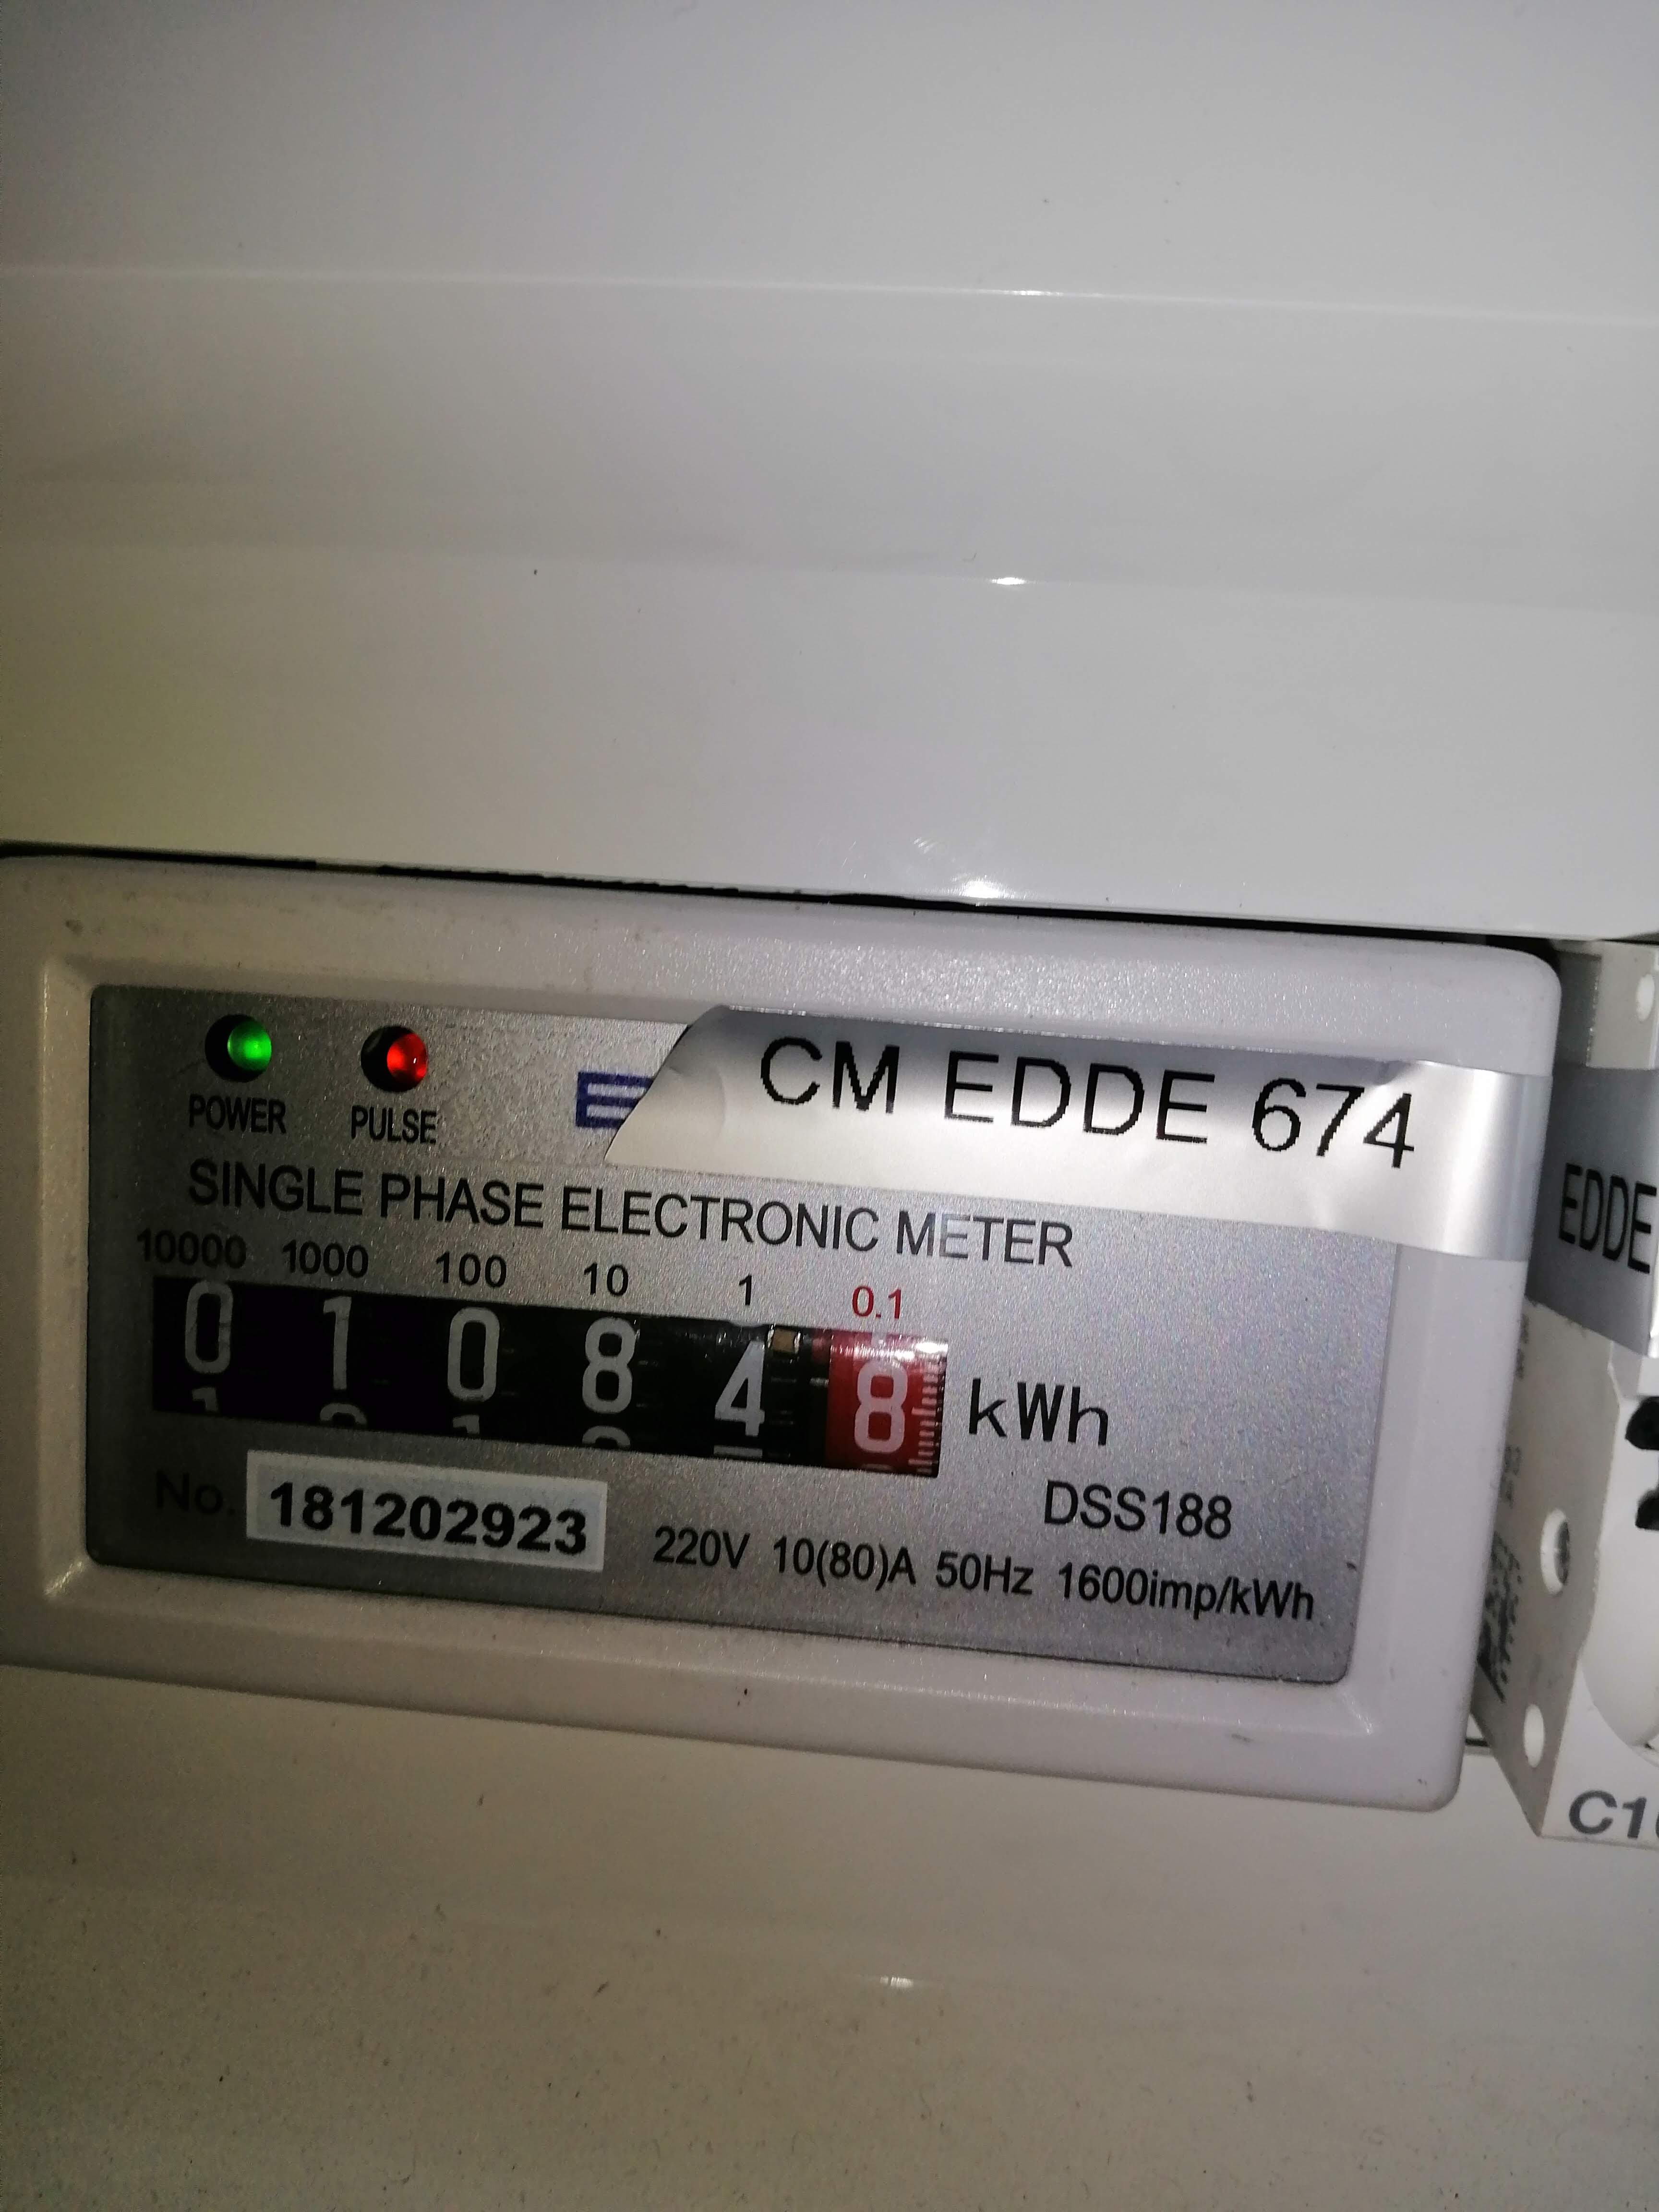 CM EDDE 674
POWER PULSE
SINGLE PHASE ELECTRONIC METER
10000 1000 100 10 1 0.1
0 1 0 8 4 8 kWh
No. 181202923
DSS188
220V 10(80)A 50Hz 1600imp/kWh
EDDE